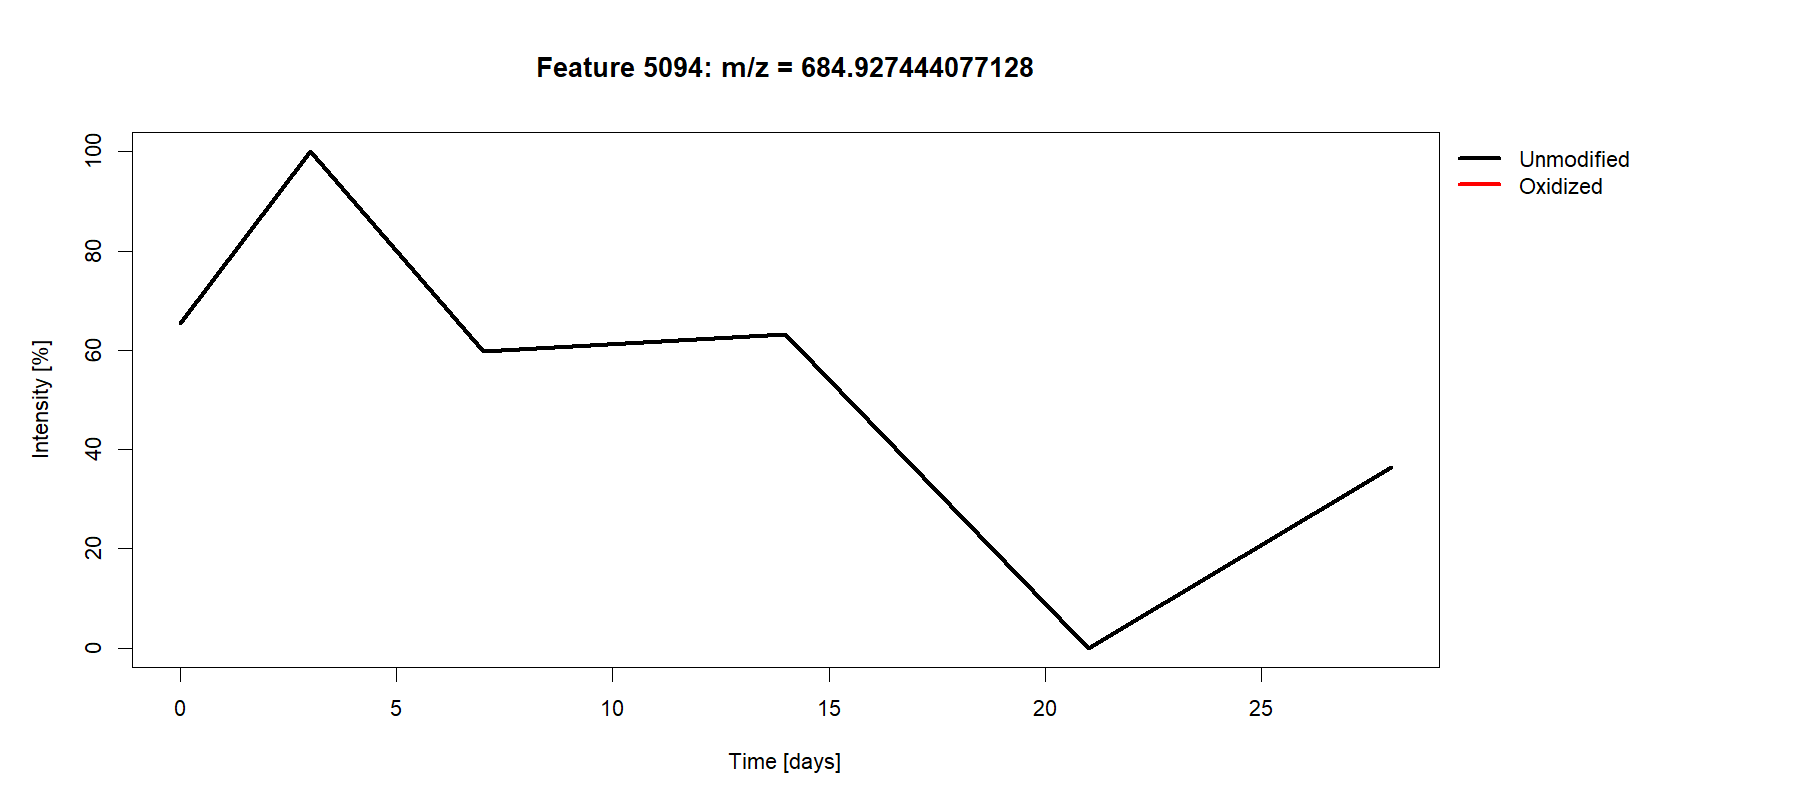 Feature 5094: m/z = 684.927444077128
Unmodified
Oxidized
100
80
60
40
20
0
Intensity [%]
0 5 10 15 20 25
Time [days]